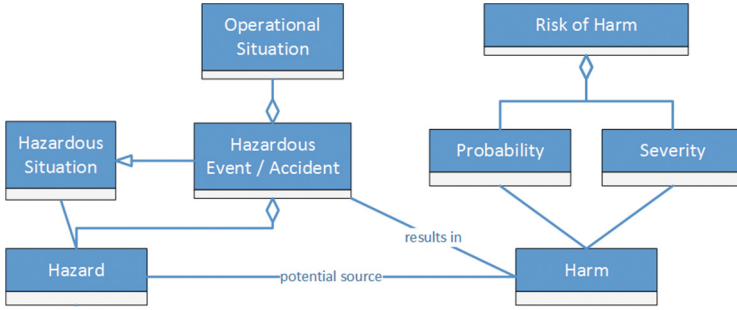 Operational
Situation
Risk of Harm
Hazardous
Situation
Hazardous
Event / Accident
Probability
Severity
results in
Hazard
potential source
Harm